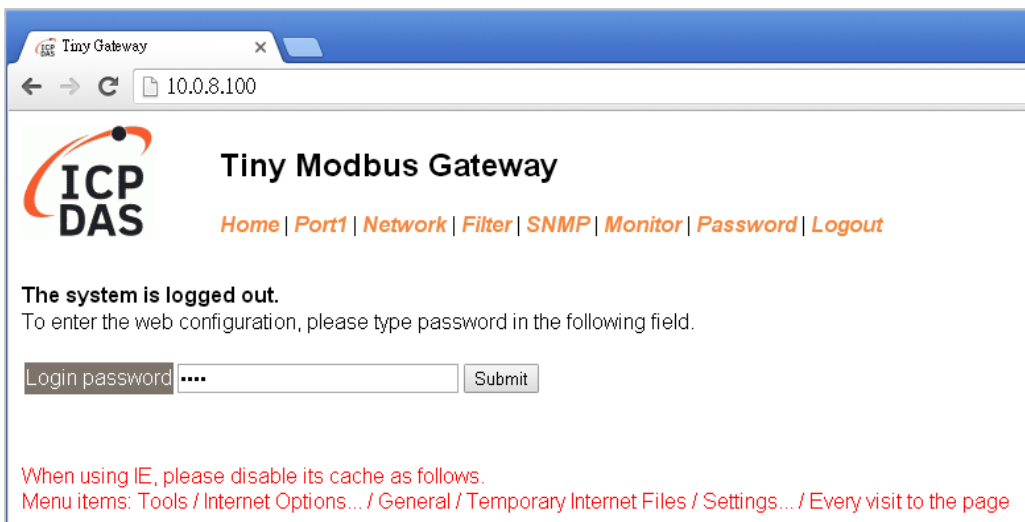 Tiny Gateway
10.0.8.100
ICP
DAS
Tiny Modbus Gateway
Home | Port1 | Network | Filter | SNMP | Monitor | Password | Logout
The system is logged out.
To enter the web configuration, please type password in the following field.
Login password •••• Submit
When using IE, please disable its cache as follows.
Menu items: Tools / Internet Options... / General / Temporary Internet Files / Settings... / Every visit to the page